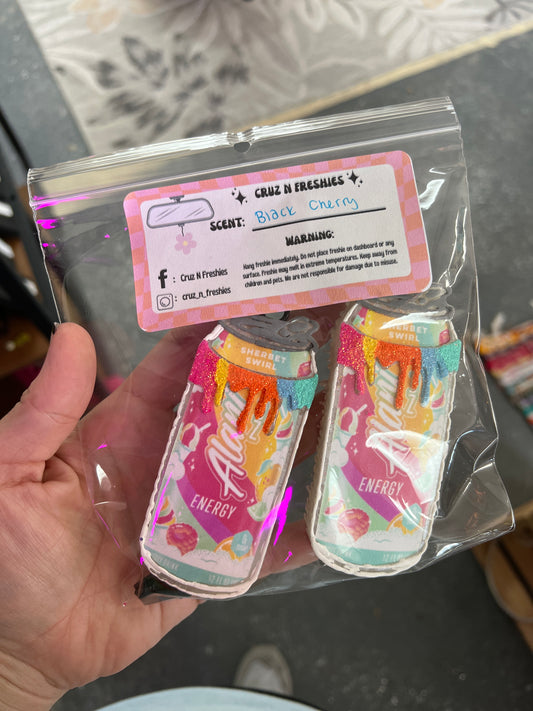 CRUZ N FRESHIES
SCENT: Black Cherry
WARNING:
Hang freshie immediately. Do not place freshie on dashboard or any
surface. Freshie may melt in extreme temperatures. Keep away from
children and pets. We are not responsible for damage due to misuse.
f : Cruz N Freshies
: cruz_n_freshies
SHERBET
SWIRL
Alani
ENERGY
SHERBET
SWIRL
Alani
ENERGY